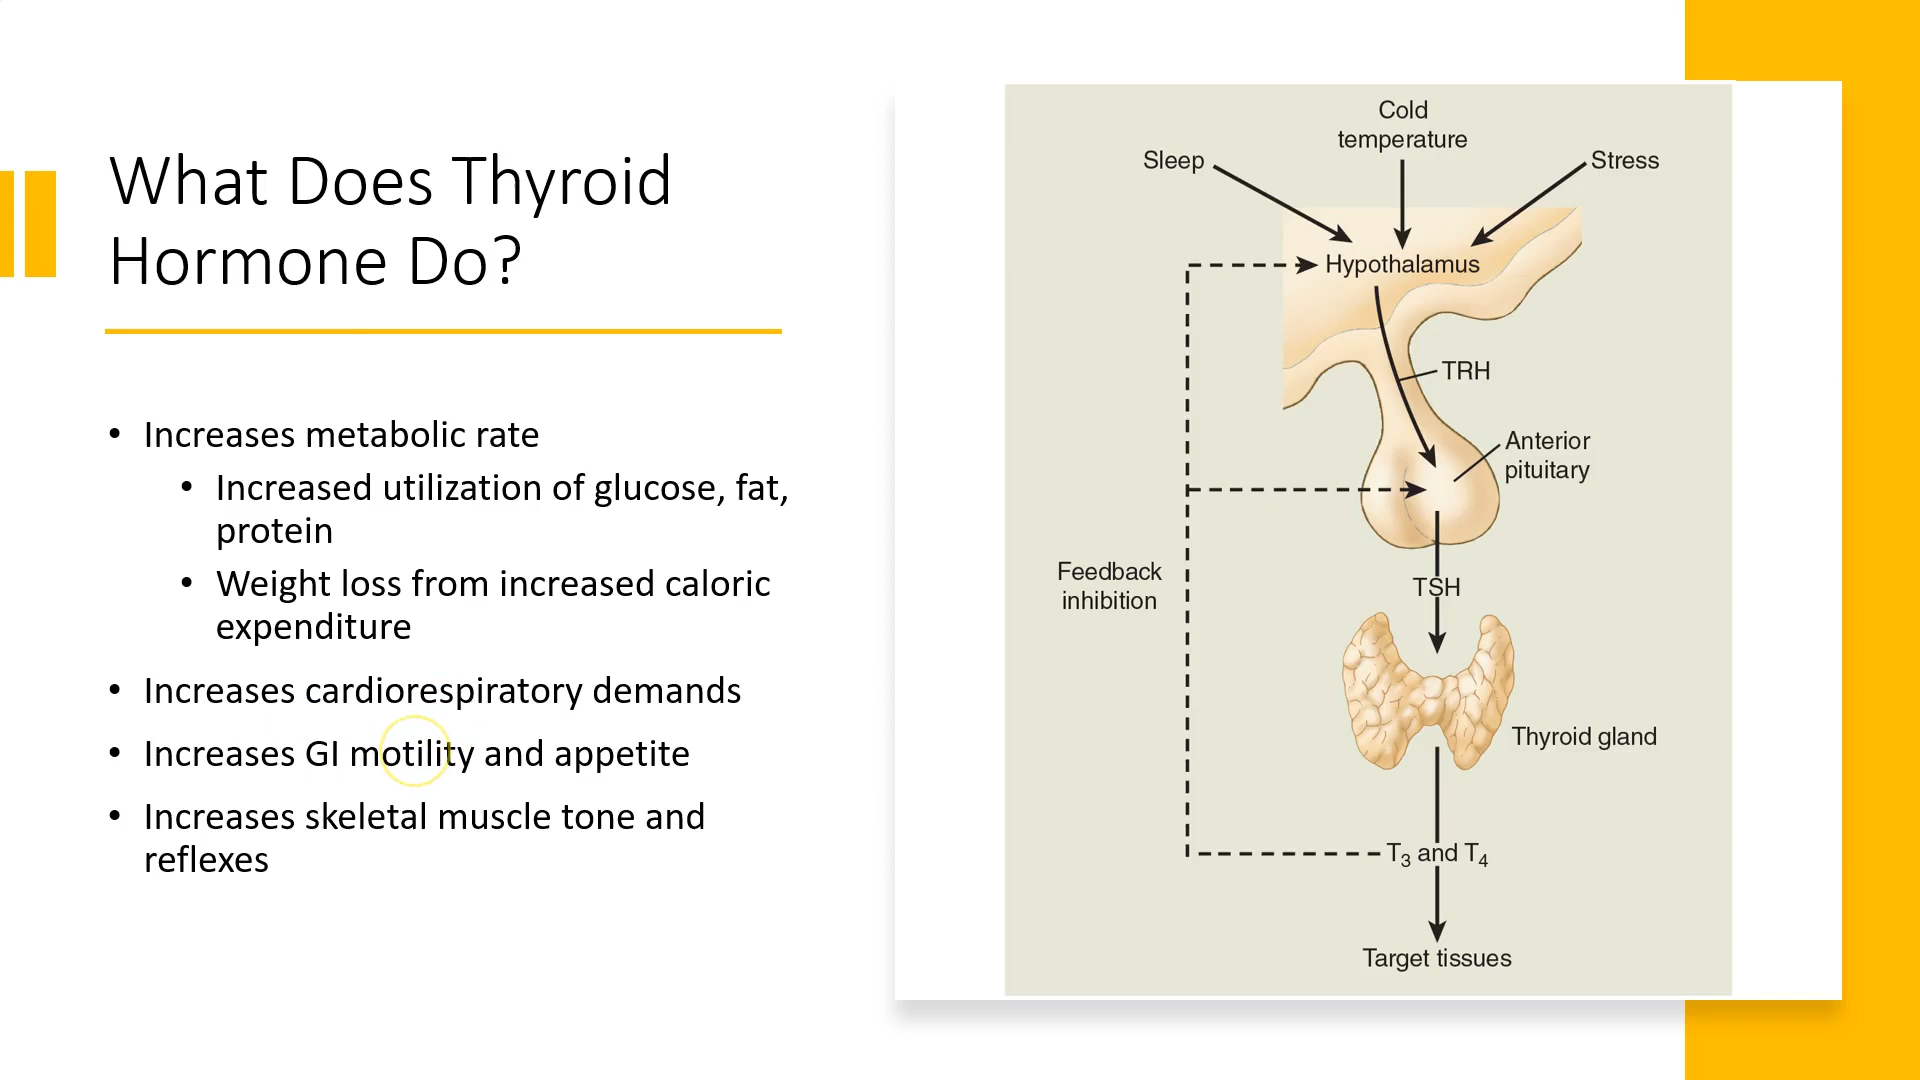 What Does Thyroid
Hormone Do?
• Increases metabolic rate
• Increased utilization of glucose, fat,
protein
• Weight loss from increased caloric
expenditure
• Increases cardiorespiratory demands
• Increases GI motility and appetite
• Increases skeletal muscle tone and
reflexes
Cold
temperature
Sleep
Stress
Hypothalamus
TRH
Anterior
pituitary
Feedback
inhibition
TSH
Thyroid gland
T₃ and T₄
Target tissues